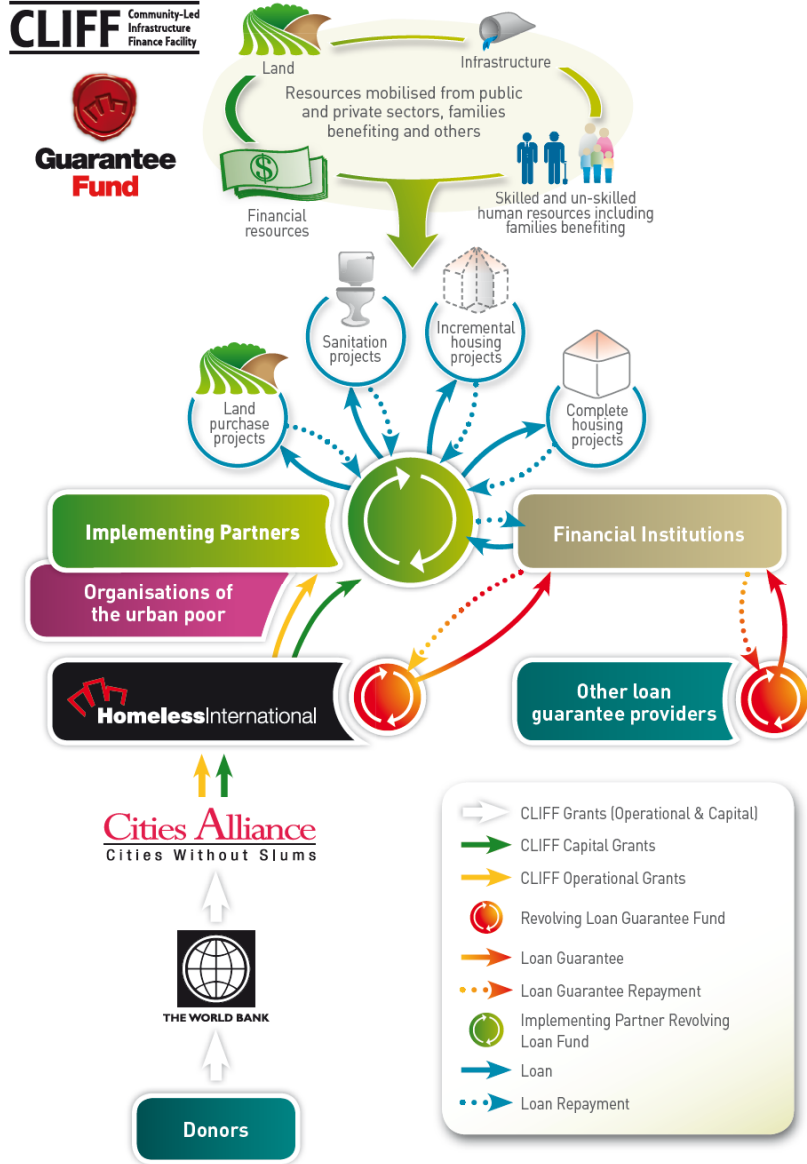 CLIFF
Community-Led
Infrastructure
Finance Facility
Guarantee
Fund
Land
Infrastructure
Resources mobilised from public
and private sectors, families
benefiting and others
$
Financial
resources
Skilled and un-skilled
human resources including
families benefiting
Sanitation
projects
Incremental
housing
projects
Land
purchase
projects
Complete
housing
projects
Implementing Partners
Financial Institutions
Organisations of
the urban poor
HomelessInternational
Other loan
guarantee providers
Cities Alliance
Cities Without Slums
THE WORLD BANK
Donors
CLIFF Grants (Operational & Capital)
CLIFF Capital Grants
CLIFF Operational Grants
Revolving Loan Guarantee Fund
Loan Guarantee
Loan Guarantee Repayment
Implementing Partner Revolving
Loan Fund
Loan
Loan Repayment